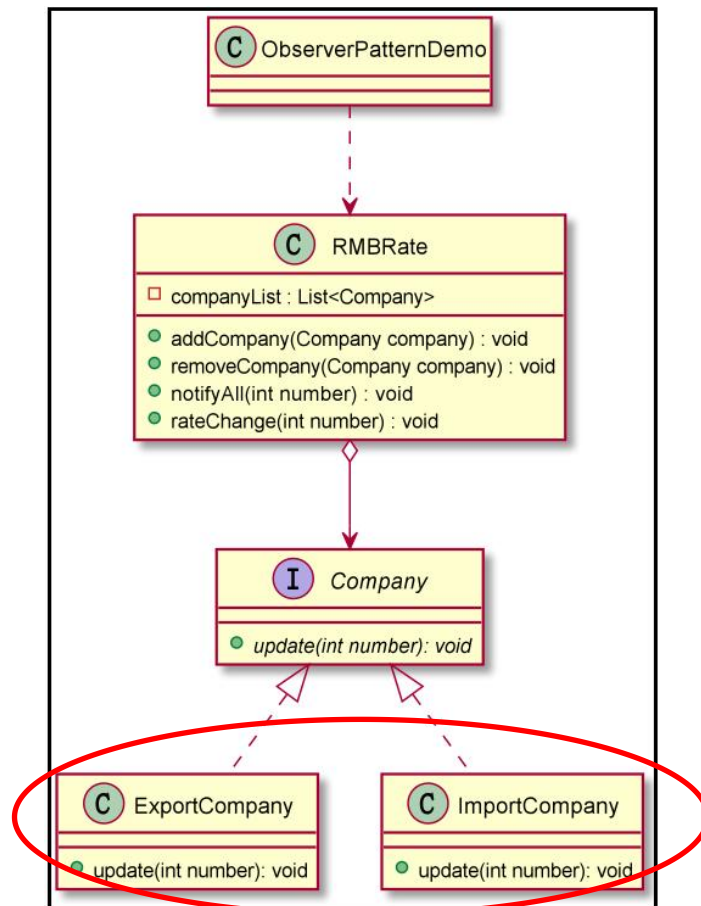 C ObserverPatternDemo
C RMBRate
companyList : List<Company>
addCompany(Company company) : void
removeCompany(Company company) : void
notifyAll(int number) : void
rateChange(int number) : void
I Company
update(int number): void
C ExportCompany
update(int number): void
C ImportCompany
update(int number): void